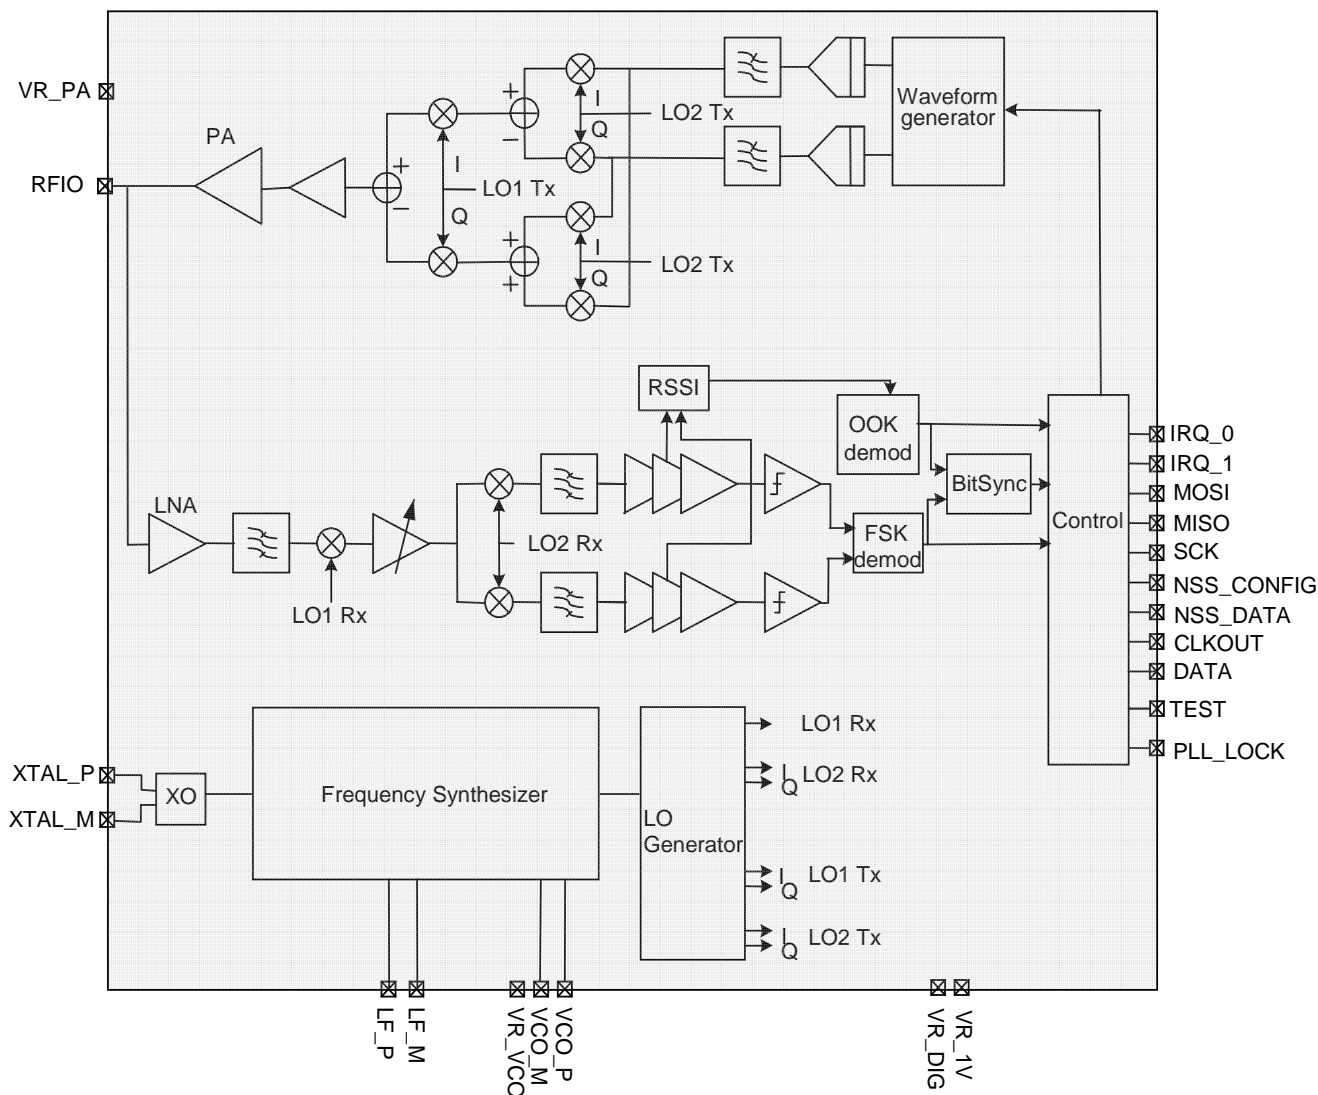 VR_PA
PA
RFIO
+
−
I
LO1 Tx
Q
+
−
I
LO2 Tx
Q
+
+
I
LO2 Tx
Q
Waveform
generator
RSSI
OOK
demod
BitSync
FSK
demod
Control
LNA
LO1 Rx
LO2 Rx
IRQ_0
IRQ_1
MOSI
MISO
SCK
NSS_CONFIG
NSS_DATA
CLKOUT
DATA
TEST
PLL_LOCK
XTAL_P
XTAL_M
XO
Frequency Synthesizer
LO
Generator
LO1 Rx
I
Q
LO2 Rx
I
Q
LO1 Tx
I
Q
LO2 Tx
LF_P
LF_M
VR_VCO
VCO_M
VCO_P
VR_DIG
VR_1V